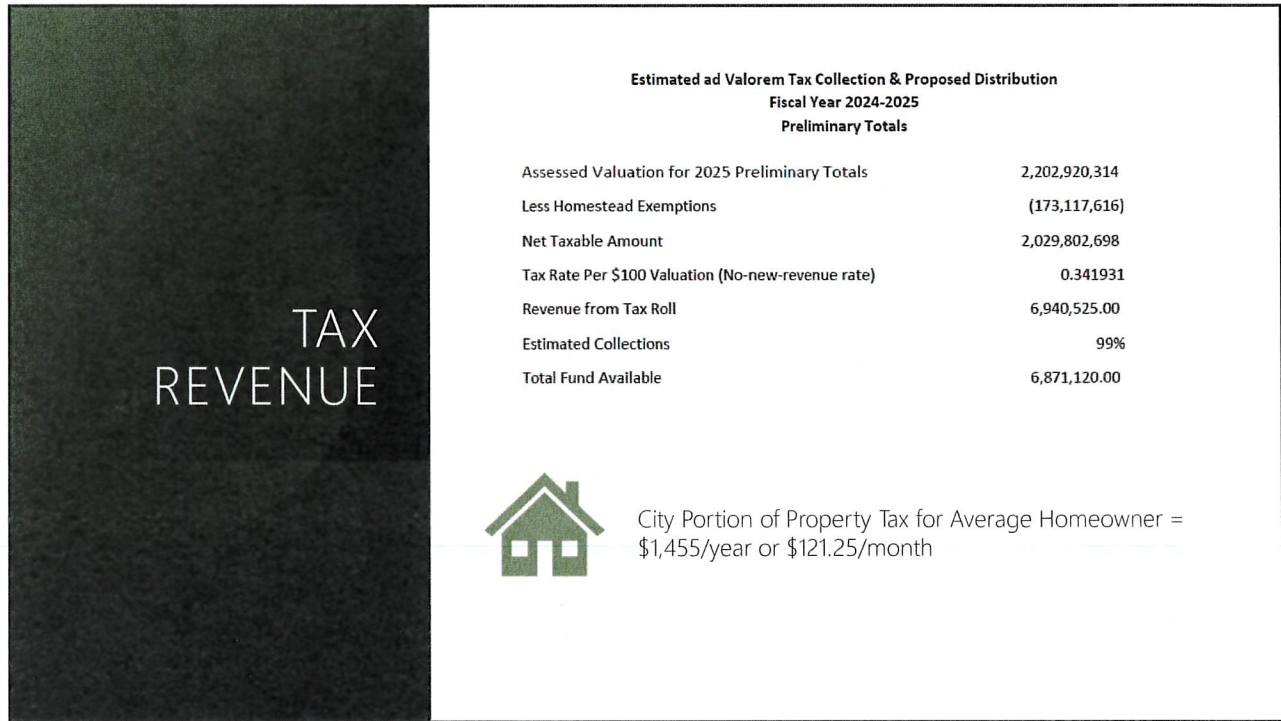 TAX
REVENUE
Estimated ad Valorem Tax Collection & Proposed Distribution
Fiscal Year 2024-2025
Preliminary Totals
Assessed Valuation for 2025 Preliminary Totals 2,202,920,314
Less Homestead Exemptions (173,117,616)
Net Taxable Amount 2,029,802,698
Tax Rate Per $100 Valuation (No-new-revenue rate) 0.341931
Revenue from Tax Roll 6,940,525.00
Estimated Collections 99%
Total Fund Available 6,871,120.00
City Portion of Property Tax for Average Homeowner =
$1,455/year or $121.25/month